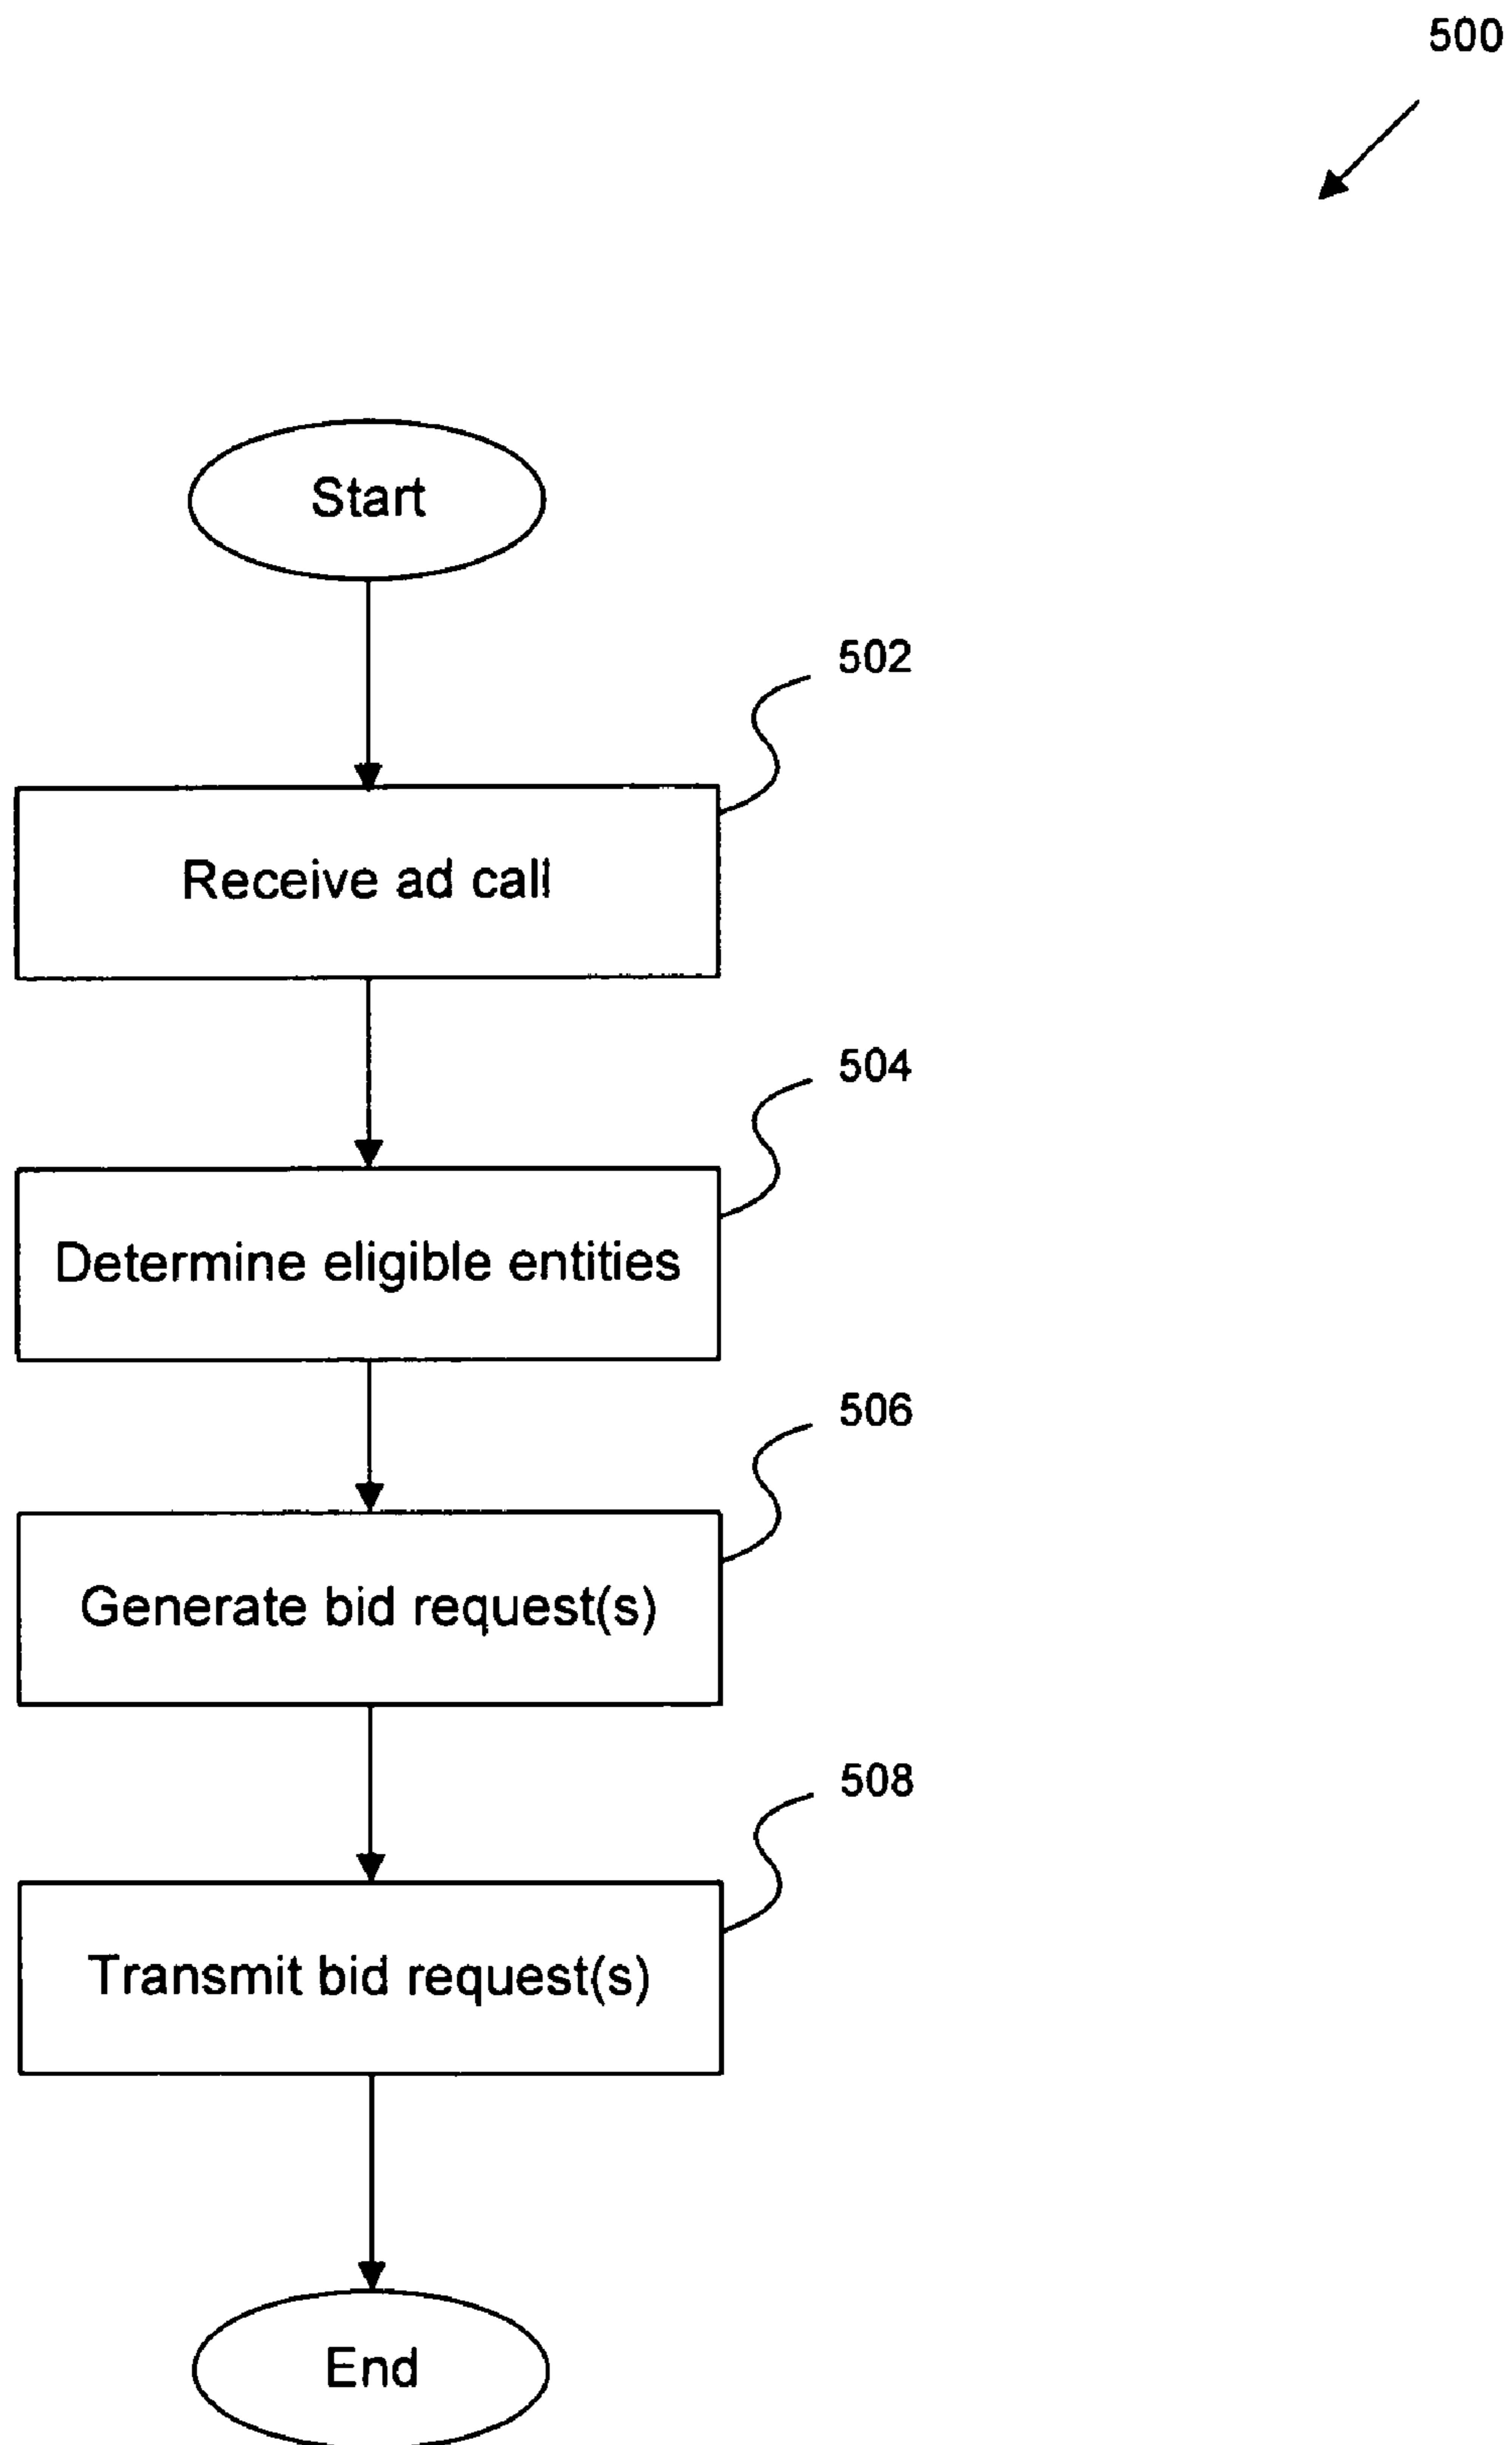 500
Start
502
Receive ad call
504
Determine eligible entities
506
Generate bid request(s)
508
Transmit bid request(s)
End